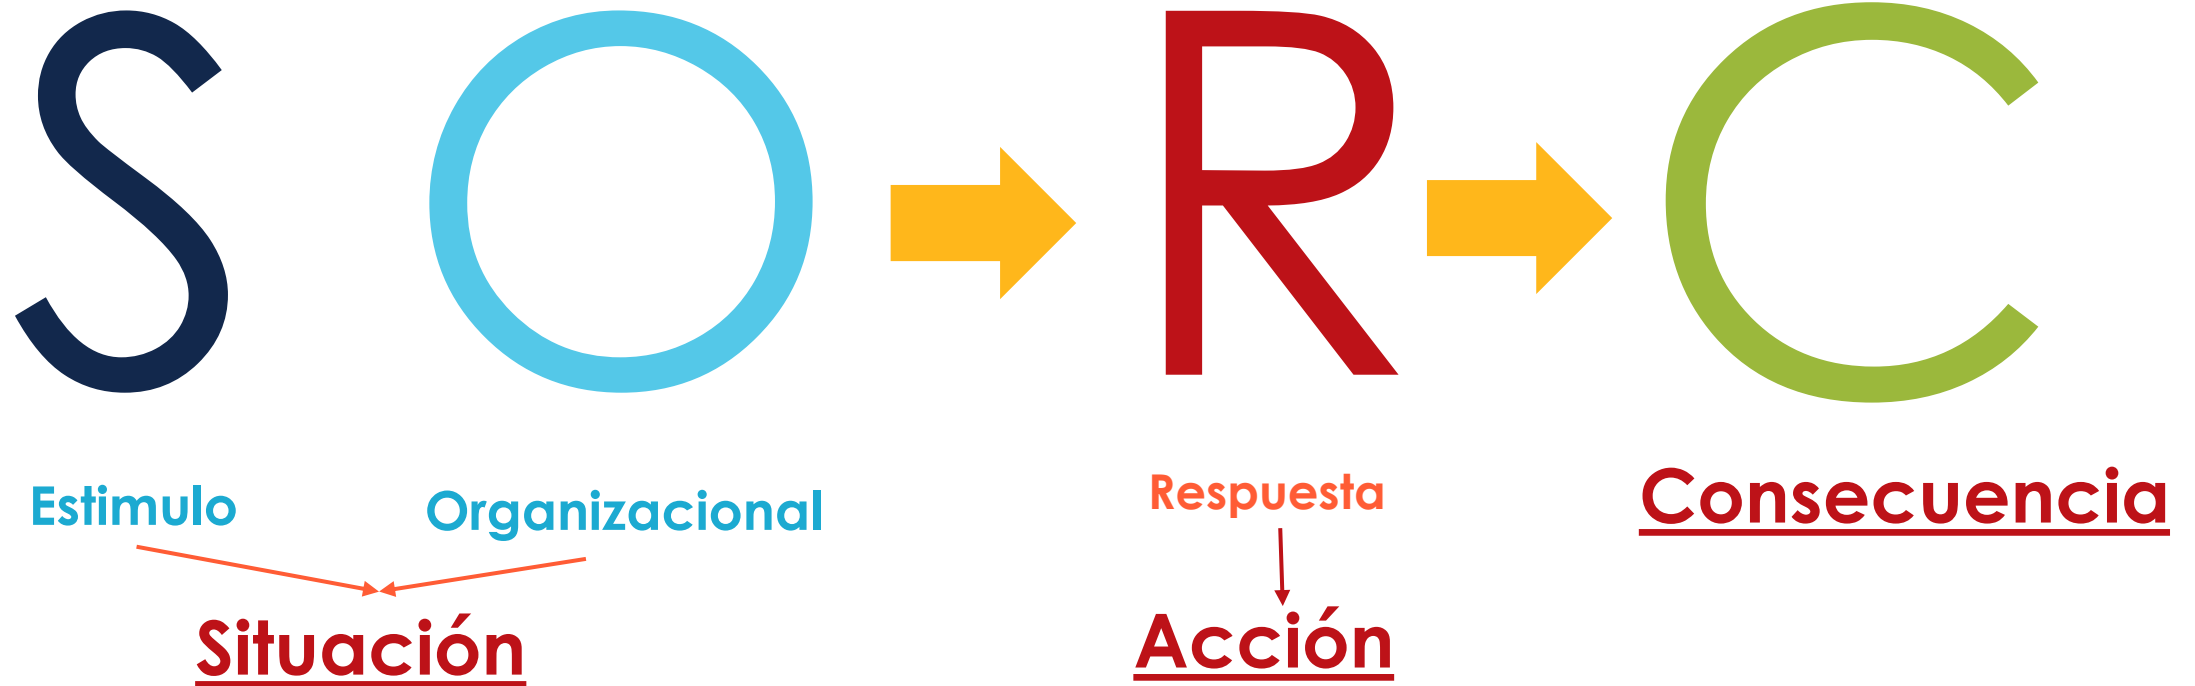 S O R C
Estimulo Organizacional Respuesta Consecuencia
Situación Acción